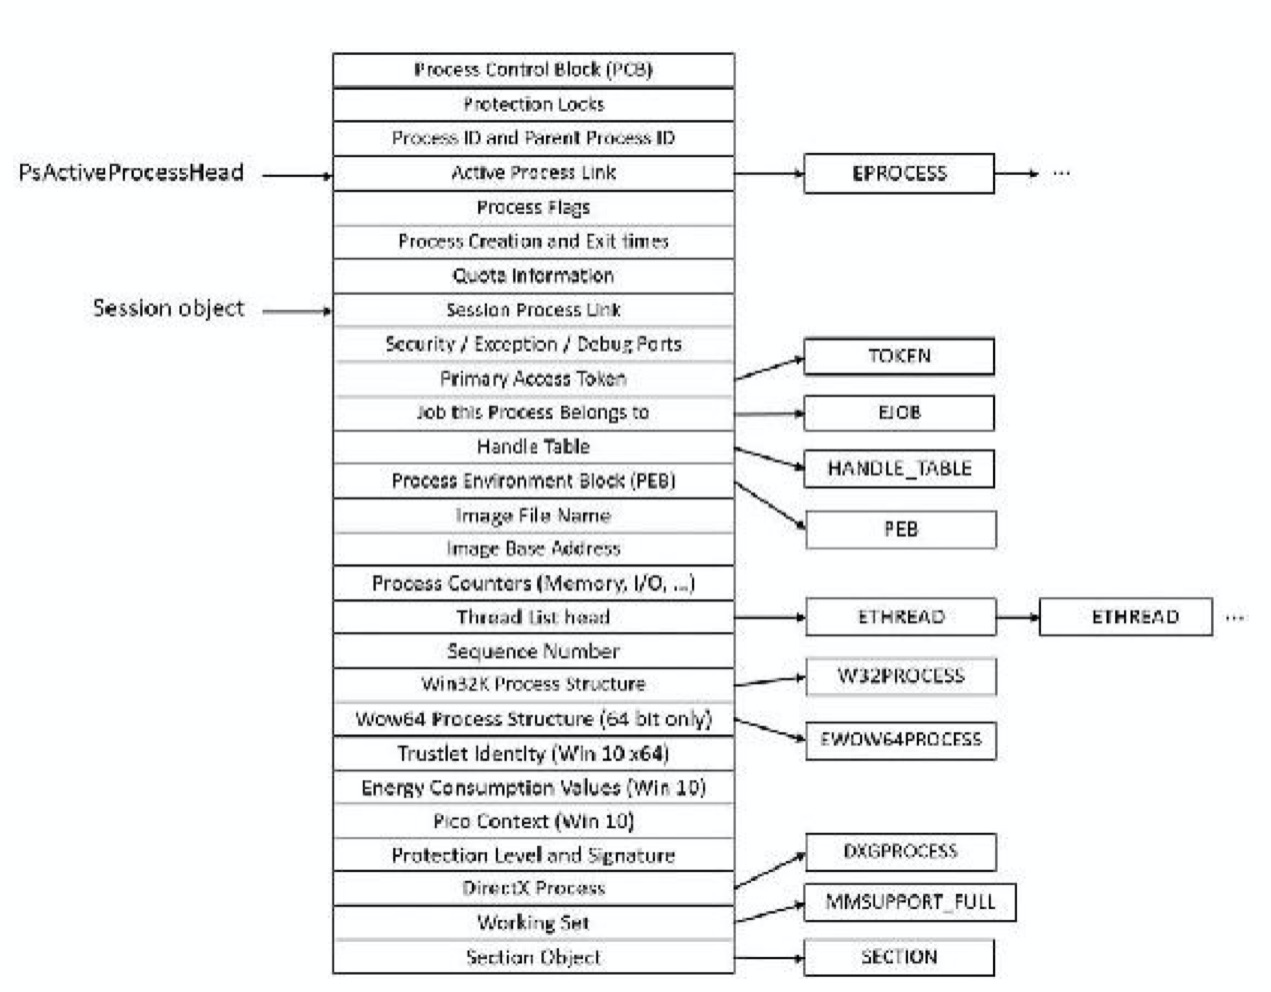 Process Control Block (PCB)
Protection Locks
Process ID and Parent Process ID
PsActiveProcessHead
Active Process Link
EPROCESS
...
Process Flags
Process Creation and Exit times
Quota Information
Session object
Session Process Link
Security / Exception / Debug Ports
TOKEN
Primary Access Token
Job this Process Belongs to
EJOB
Handle Table
HANDLE_TABLE
Process Environment Block (PEB)
PEB
Image File Name
Image Base Address
Process Counters (Memory, I/O, ...)
Thread List head
ETHREAD
ETHREAD
...
Sequence Number
Win32K Process Structure
W32PROCESS
Wow64 Process Structure (64 bit only)
EWOW64PROCESS
Trustlet Identity (Win 10 x64)
Energy Consumption Values (Win 10)
Pico Context (Win 10)
Protection Level and Signature
DXGPROCESS
DirectX Process
MMSUPPORT_FULL
Working Set
Section Object
SECTION